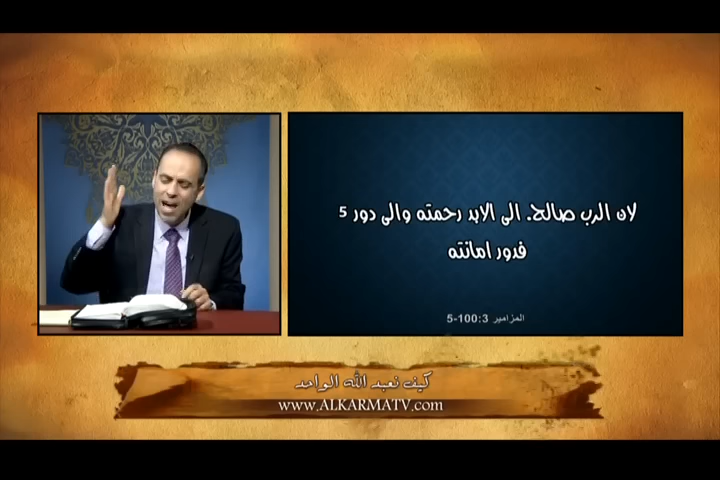 لان الرب صالح. الى الابد رحمته والى دور 5
فدور امانته
المزامير 100:3-5
كيف نعبد الله الواحد
www.ALKARMATV.com